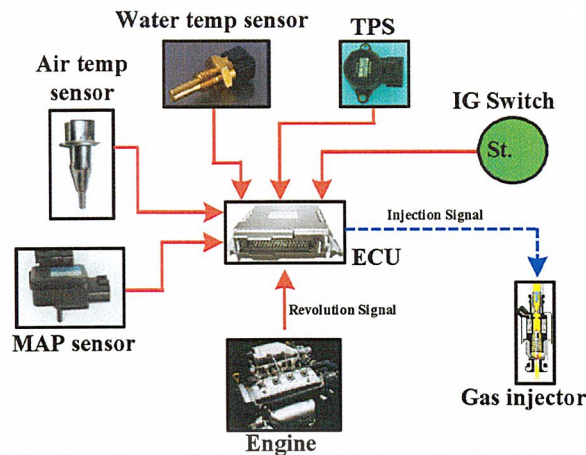 Water temp sensor
TPS
Air temp
sensor
IG Switch
St.
Injection Signal
ECU
Revolution Signal
MAP sensor
Gas injector
Engine